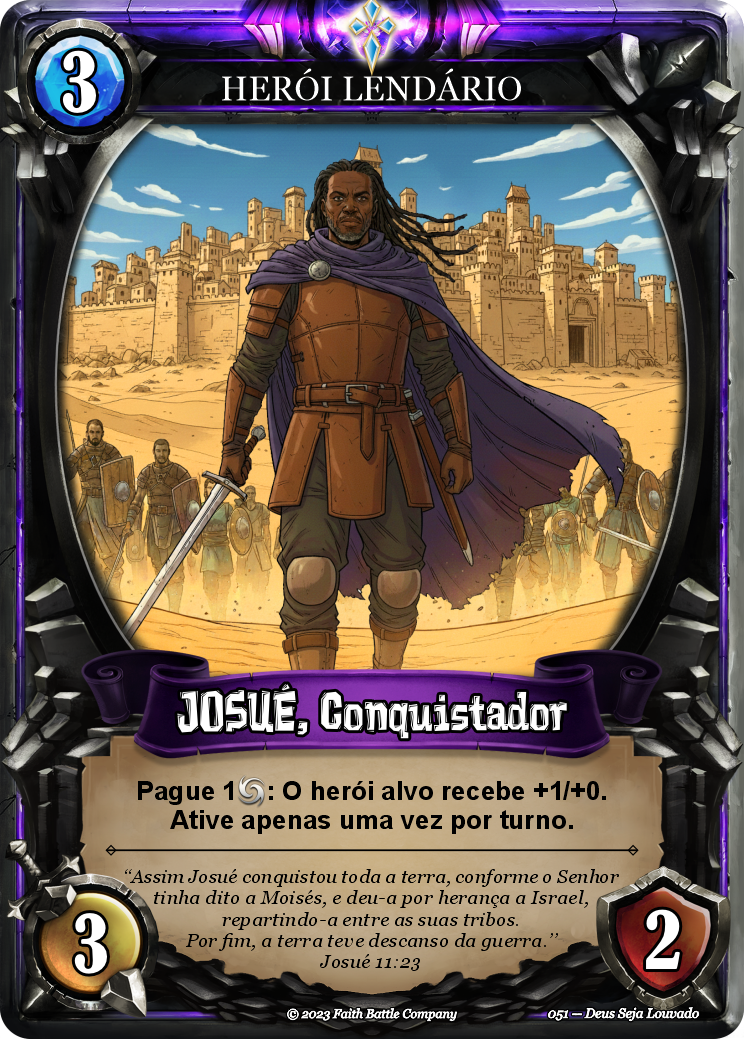 3
HERÓI LENDÁRIO
JOSUÉ, Conquistador
Pague 1: O herói alvo recebe +1/+0.
Ative apenas uma vez por turno.
“Assim Josué conquistou toda a terra, conforme o Senhor
tinha dito a Moisés, e deu-a por herança a Israel,
repartindo-a entre as suas tribos.
Por fim, a terra teve descanso da guerra.”
Josué 11:23
3
2
© 2023 Faith Battle Company
051 — Deus Seja Louvado